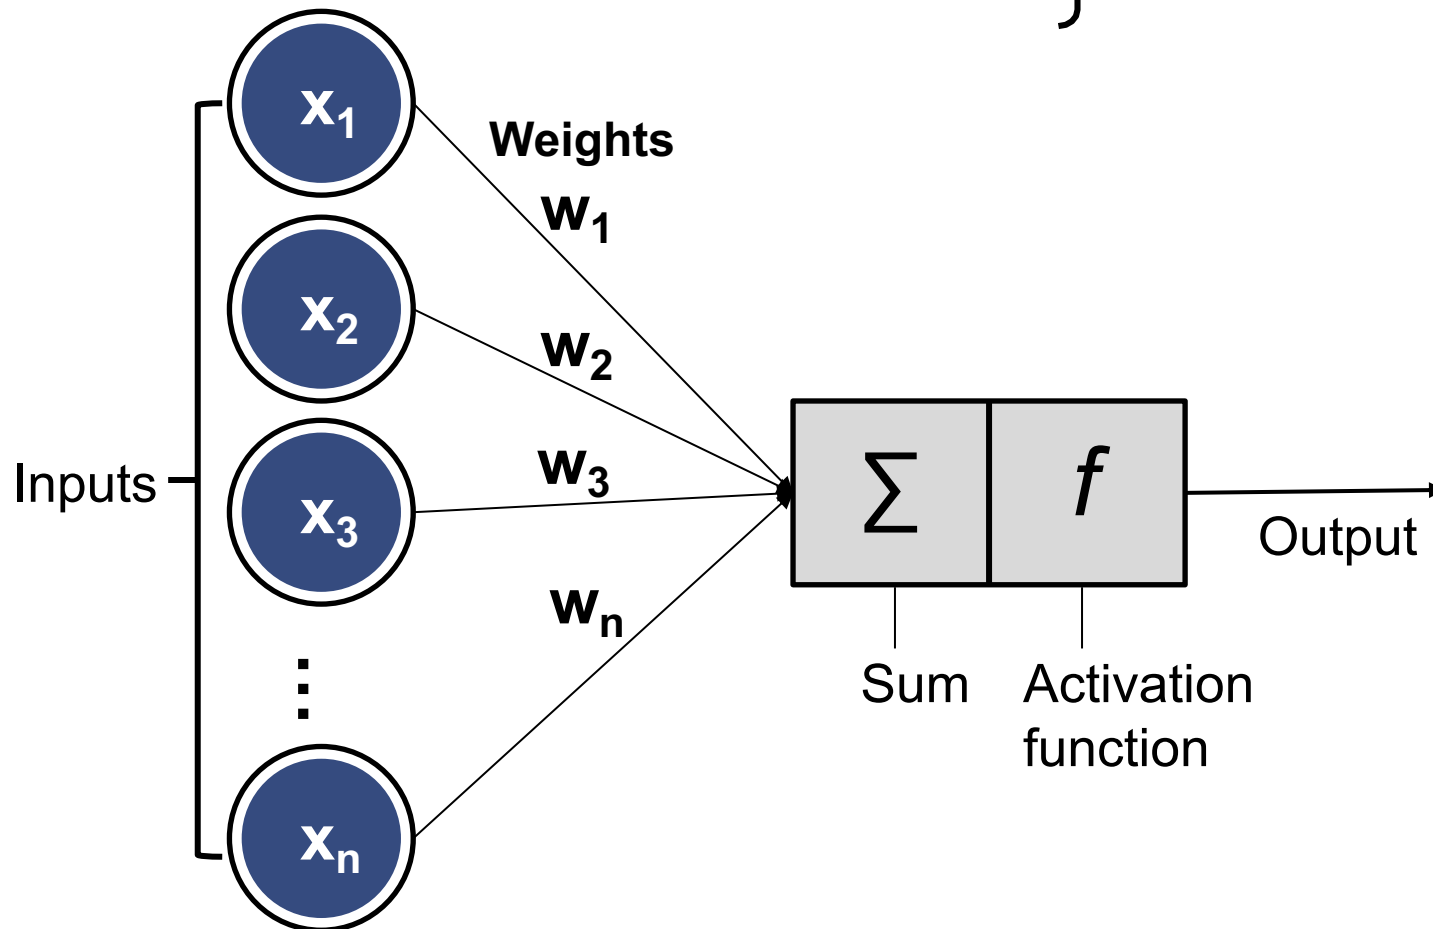 x1
Weights
w1
x2
w2
Inputs
w3
x3
∑
f
Output
wn
Sum
Activation
function
⋮
xn